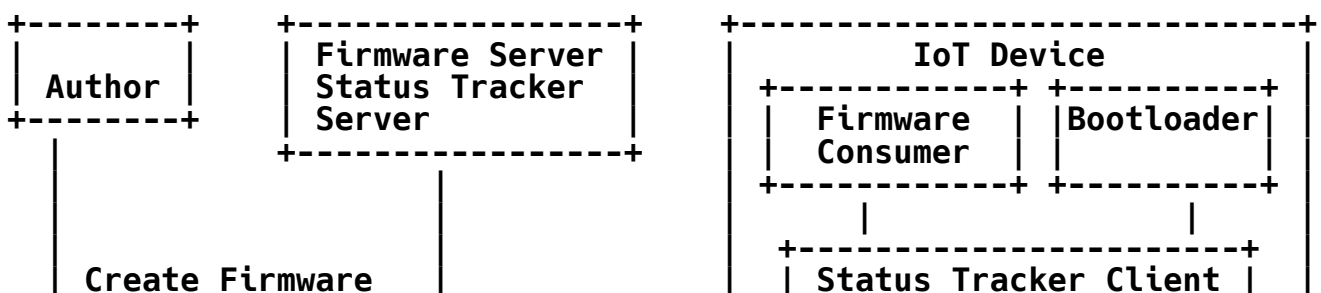 +--------+    +-----------------+     +------------------------------+
|        |    | Firmware Server |     |         IoT Device           |
| Author |    | Status Tracker  |     | +------------+ +----------+  |
+--------+    | Server          |     | |  Firmware  | |Bootloader| |
  |           +-----------------+     | |  Consumer  | |          | |
  |                   |               | +------------+ +----------+ |
  |                   |               |      |                |     |
  |                   |               |  +-----------------------+  |
  | Create Firmware   |               |  | Status Tracker Client |  |